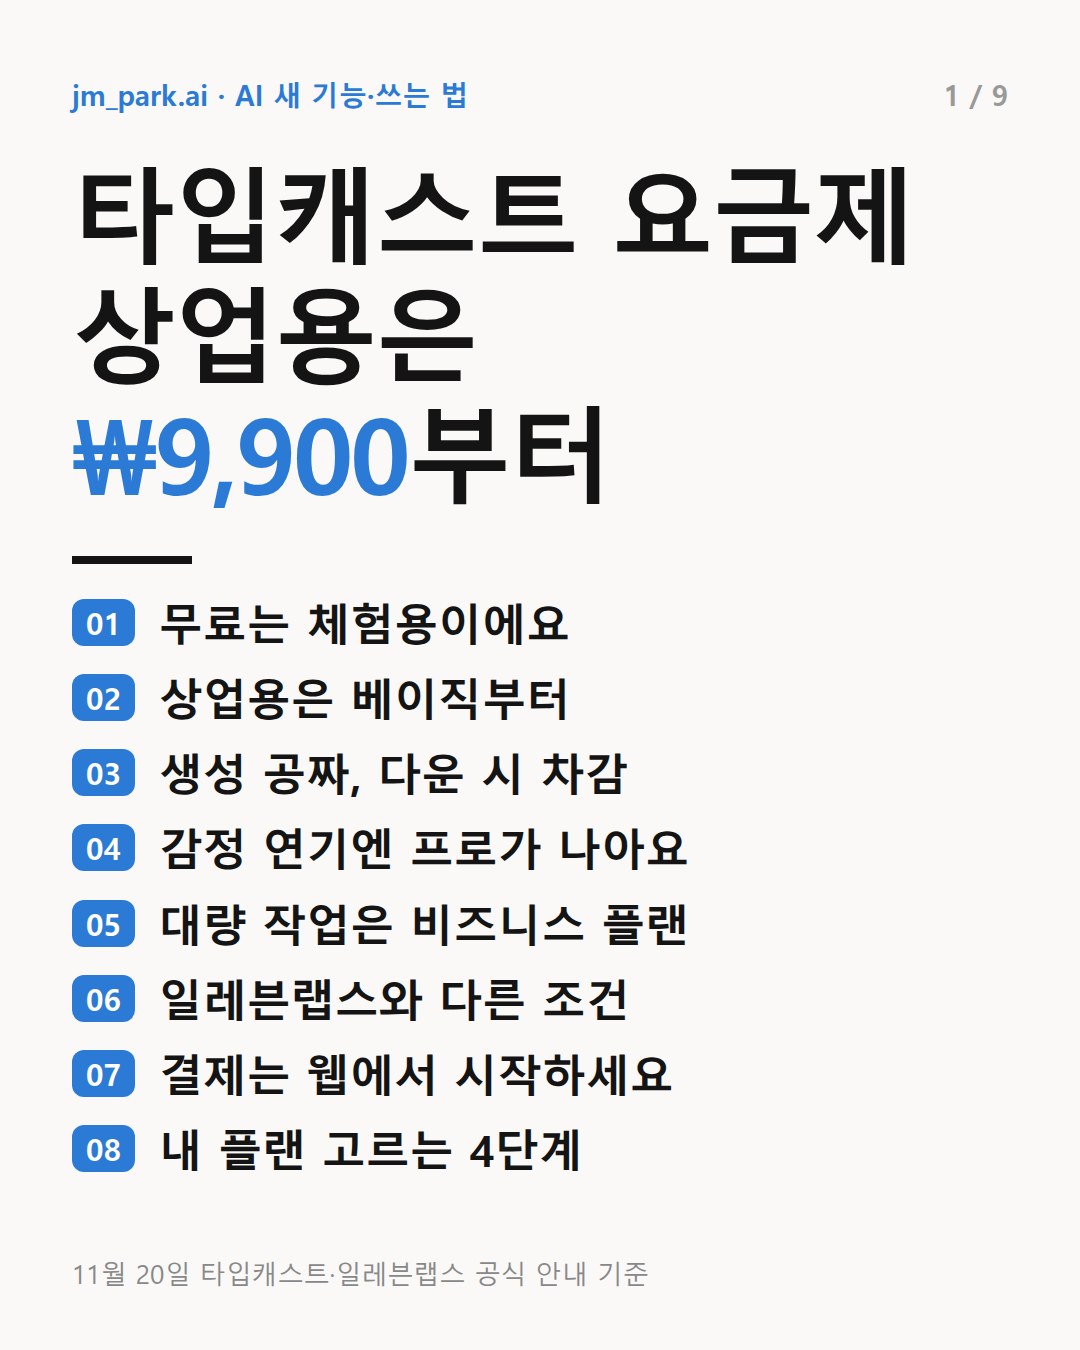 jm_park.ai · AI 새 기능·쓰는 법
1 / 9
타입캐스트 요금제
상업용은
₩9,900부터
01 무료는 체험용이에요
02 상업용은 베이직부터
03 생성 공짜, 다운 시 차감
04 감정 연기엔 프로가 나아요
05 대량 작업은 비즈니스 플랜
06 일레븐랩스와 다른 조건
07 결제는 웹에서 시작하세요
08 내 플랜 고르는 4단계
11월 20일 타입캐스트·일레븐랩스 공식 안내 기준